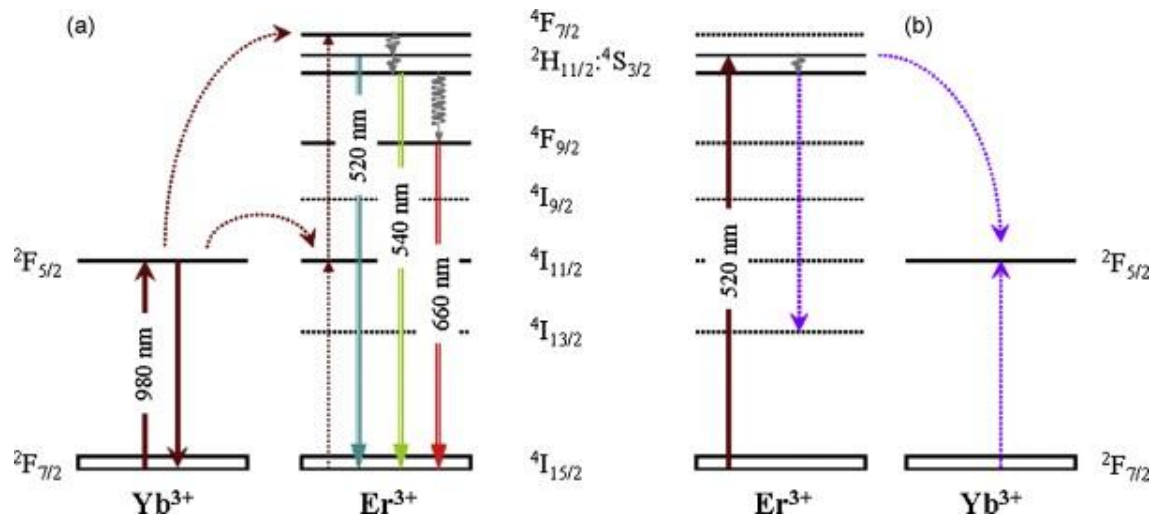 (a)
⁴F₇/₂
(b)
²H₁₁/₂:⁴S₃/₂
520 nm
⁴F₉/₂
⁴I₉/₂
540 nm
²F₅/₂
⁴I₁₁/₂
660 nm
520 nm
²F₅/₂
980 nm
⁴I₁₃/₂
²F₇/₂
⁴I₁₅/₂
²F₇/₂
Yb³⁺
Er³⁺
Er³⁺
Yb³⁺